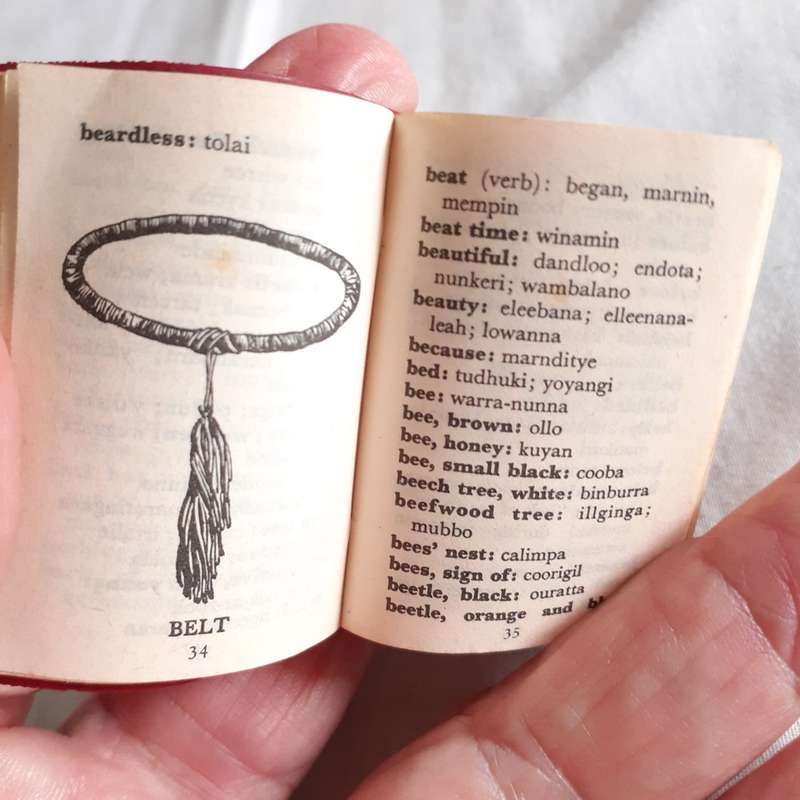 beardless: tolai
BELT
34
beat (verb): began, marnin,
mempin
beat time: winamin
beautiful: dandloo; endota;
nunkeri; wambalano
beauty: eleebana; elleenana-
leah; lowanna
because: marnditye
bed: tudhuki; yoyangi
bee: warra-nunna
bee, brown: ollo
bee, honey: kuyan
bee, small black: cooba
beech tree, white: binburra
beefwood tree: illginga;
mubbo
bees' nest: calimpa
bees, sign of: coorigil
beetle, black: ouratta
beetle, orange and
35